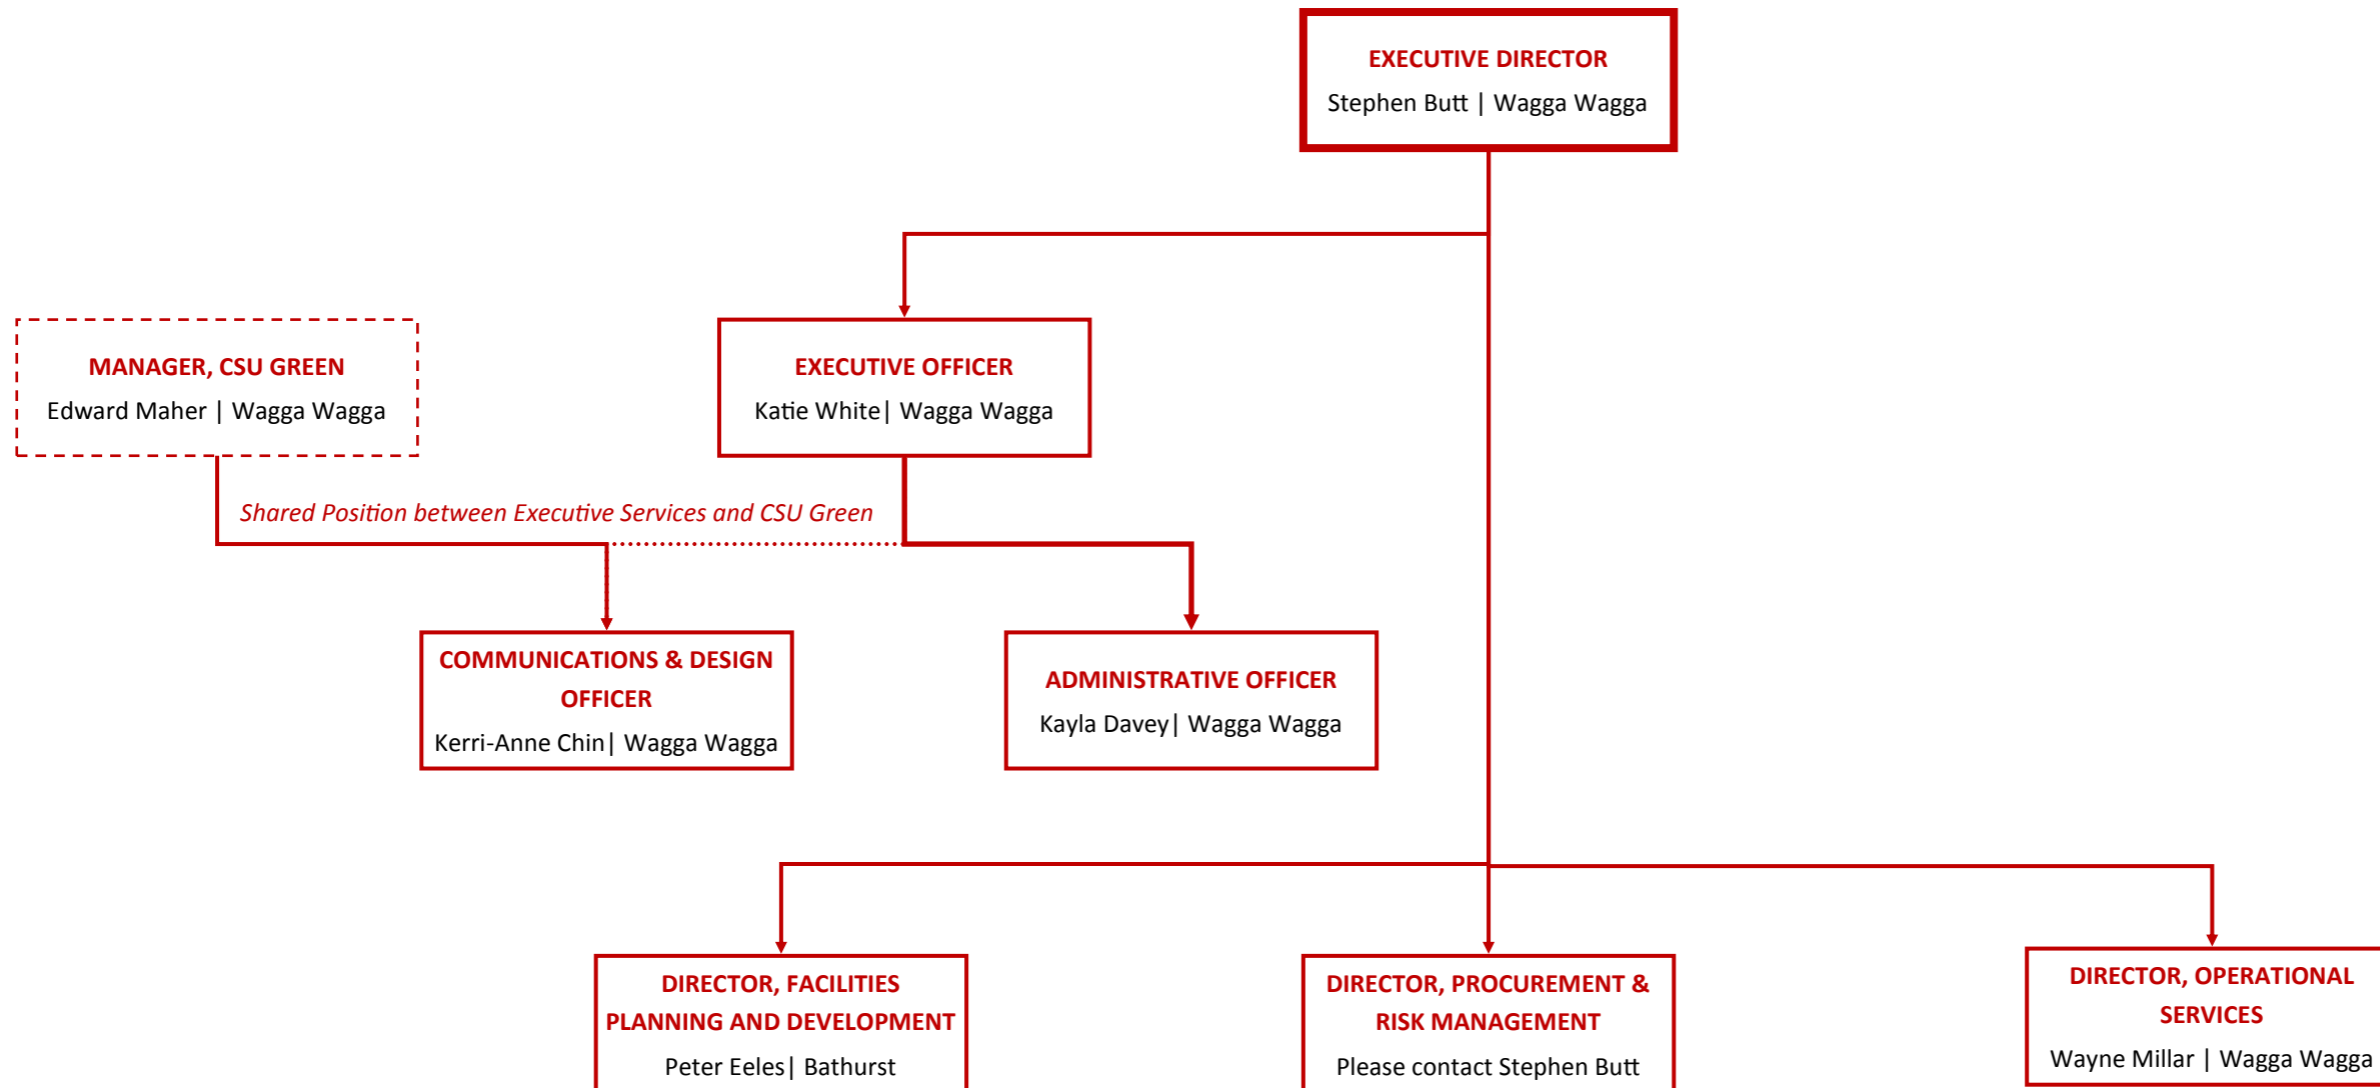 EXECUTIVE DIRECTOR
Stephen Butt | Wagga Wagga
MANAGER, CSU GREEN
Edward Maher | Wagga Wagga
EXECUTIVE OFFICER
Katie White| Wagga Wagga
Shared Position between Executive Services and CSU Green
COMMUNICATIONS & DESIGN
OFFICER
Kerri-Anne Chin| Wagga Wagga
ADMINISTRATIVE OFFICER
Kayla Davey| Wagga Wagga
DIRECTOR, FACILITIES
PLANNING AND DEVELOPMENT
Peter Eeles| Bathurst
DIRECTOR, PROCUREMENT &
RISK MANAGEMENT
Please contact Stephen Butt
DIRECTOR, OPERATIONAL
SERVICES
Wayne Millar | Wagga Wagga